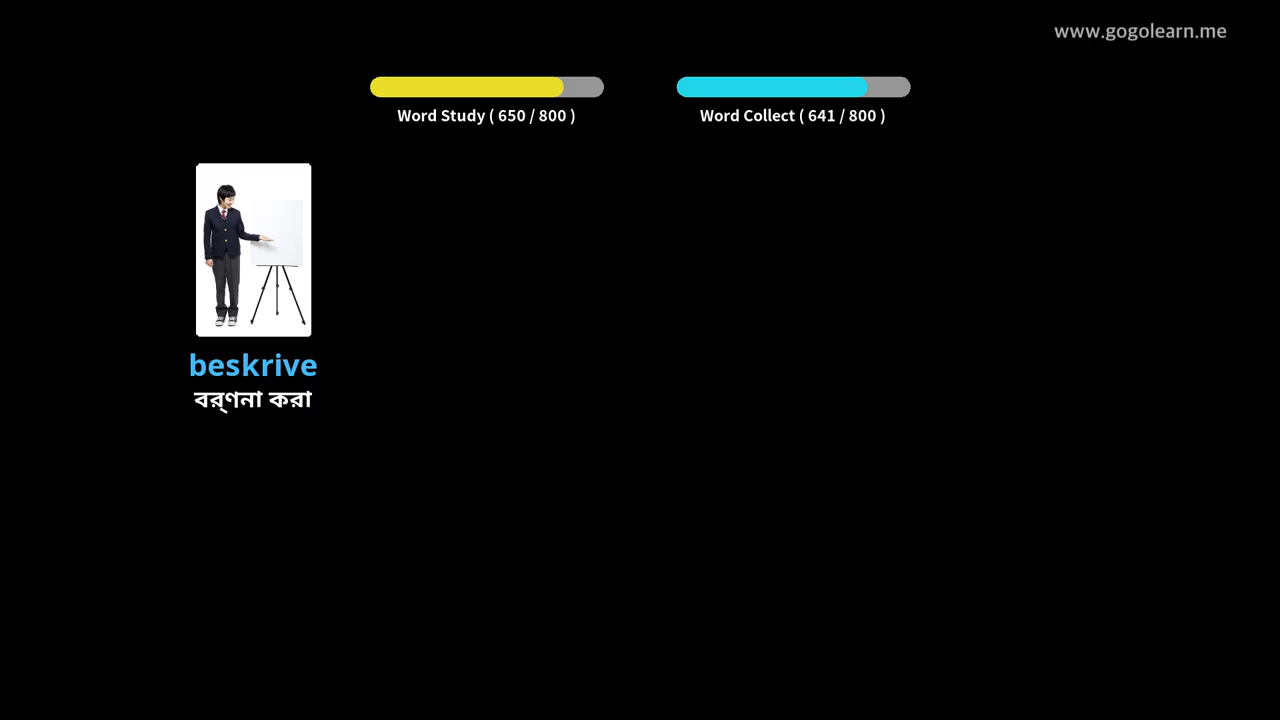 www.gogolearn.me
Word Study ( 650 / 800 )
Word Collect ( 641 / 800 )
beskrive
বর্ণনা করা